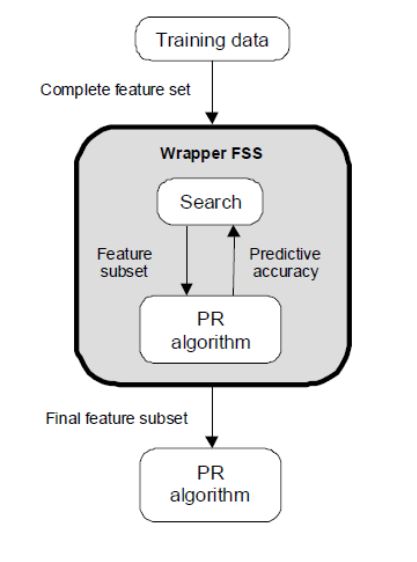 Training data
Complete feature set
Wrapper FSS
Search
Feature
subset
Predictive
accuracy
PR
algorithm
Final feature subset
PR
algorithm